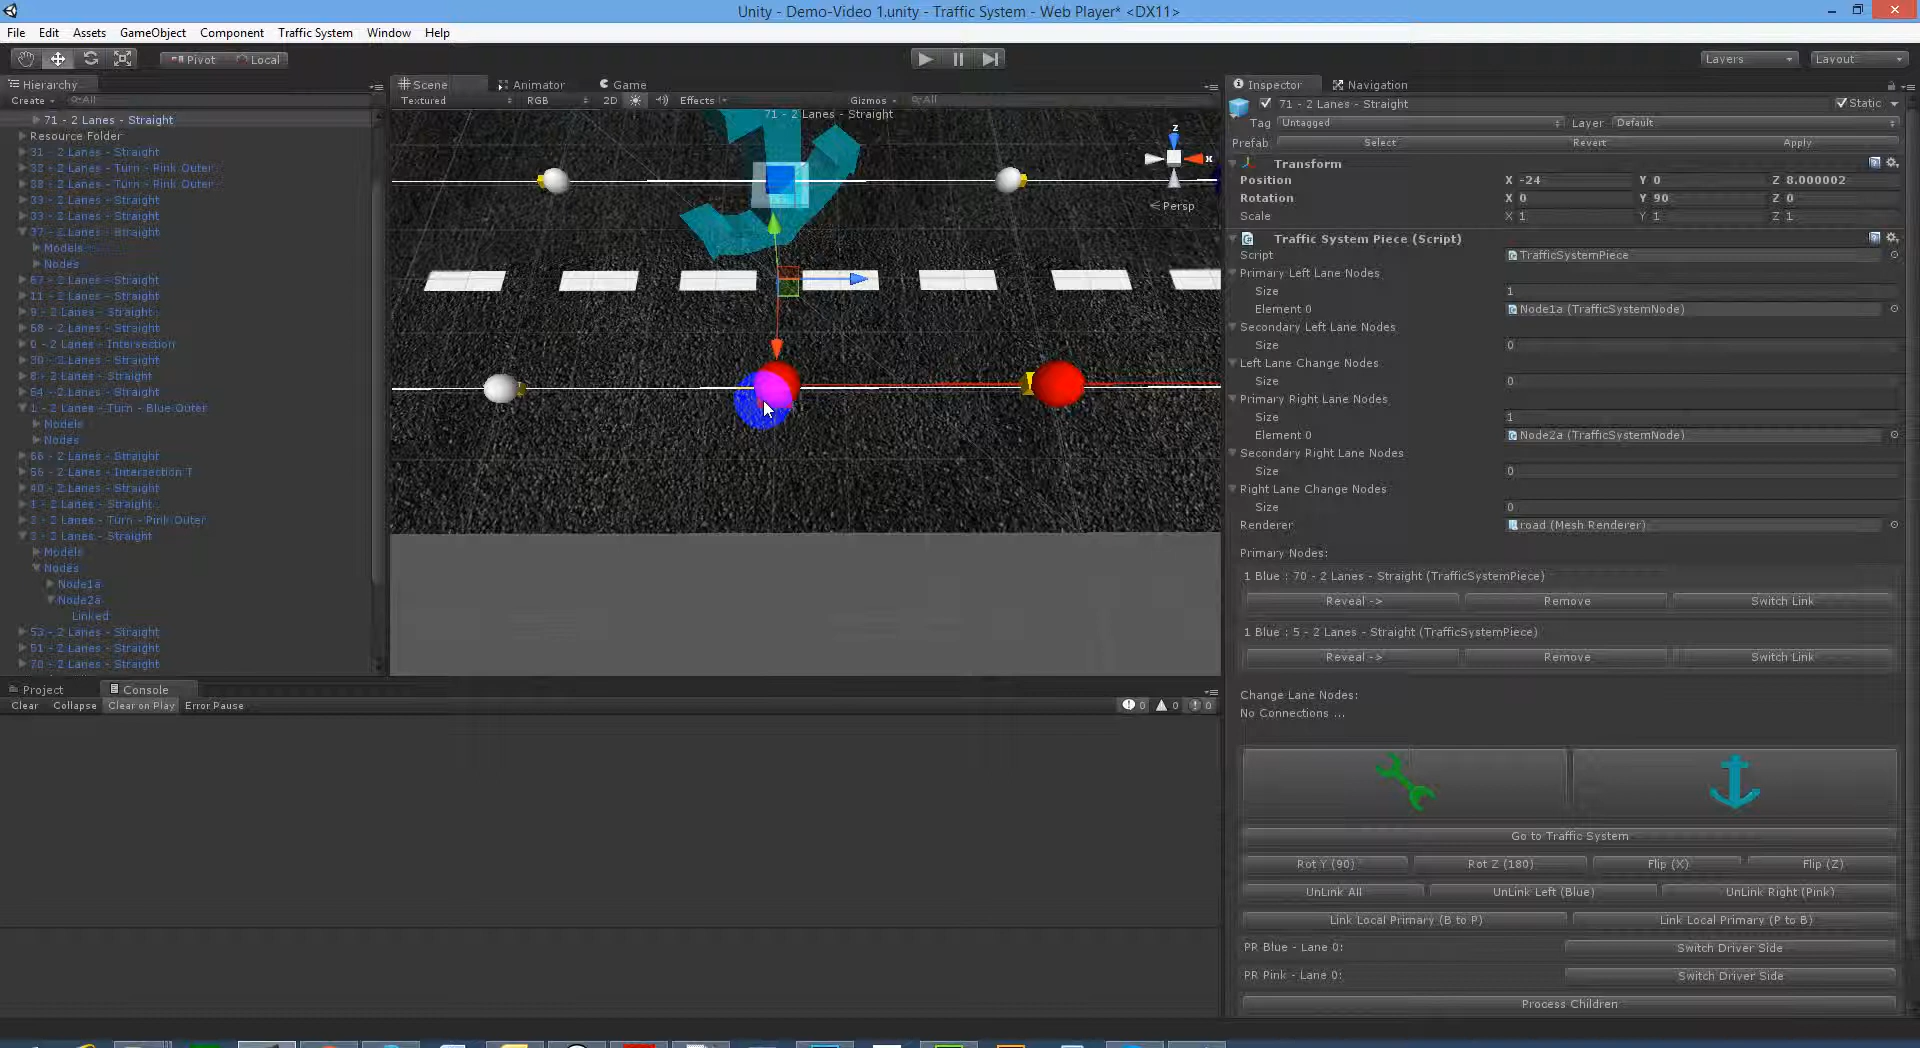 Unity - Demo-Video 1.unity - Traffic System - Web Player* <DX11>
File Edit Assets GameObject Component Traffic System Window Help
Pivot Local Layers Layout
Hierarchy
Create All
71 - 2 Lanes - Straight
Resource Folder
31 - 2 Lanes - Straight
32 - 2 Lanes - Turn - Pink Outer
38 - 2 Lanes - Turn - Pink Outer
33 - 2 Lanes - Straight
33 - 2 Lanes - Straight
37 - 2 Lanes - Straight
Models
Nodes
67 - 2 Lanes - Straight
11 - 2 Lanes - Straight
9 - 2 Lanes - Straight
68 - 2 Lanes - Straight
0 - 2 Lanes - Intersection
30 - 2 Lanes - Straight
8 - 2 Lanes - Straight
54 - 2 Lanes - Straight
1 - 2 Lanes - Turn - Blue Outer
Models
Nodes
66 - 2 Lanes - Straight
55 - 2 Lanes - Intersection T
40 - 2 Lanes - Straight
1 - 2 Lanes - Straight
2 - 2 Lanes - Turn - Pink Outer
3 - 2 Lanes - Straight
Models
Nodes
Node1a
Node2a
Linked
53 - 2 Lanes - Straight
51 - 2 Lanes - Straight
70 - 2 Lanes - Straight
Scene Animator Game
Textured RGB 2D Effects Gizmos All
71 - 2 Lanes - Straight
z
x
Persp
Project Console
Clear Collapse Clear on Play Error Pause 0 0 0
Inspector Navigation
71 - 2 Lanes - Straight Static
Tag Untagged Layer Default
Prefab Select Revert Apply
Transform
Position X -24 Y 0 Z 8.000002
Rotation X 0 Y 90 Z 0
Scale X 1 Y 1 Z 1
Traffic System Piece (Script)
Script TrafficSystemPiece
Primary Left Lane Nodes
Size 1
Element 0 Node1a (TrafficSystemNode)
Secondary Left Lane Nodes
Size 0
Left Lane Change Nodes
Size 0
Primary Right Lane Nodes
Size 1
Element 0 Node2a (TrafficSystemNode)
Secondary Right Lane Nodes
Size 0
Right Lane Change Nodes
Size 0
Renderer road (Mesh Renderer)
Primary Nodes:
1 Blue : 70 - 2 Lanes - Straight (TrafficSystemPiece)
Reveal -> Remove Switch Link
1 Blue : 5 - 2 Lanes - Straight (TrafficSystemPiece)
Reveal -> Remove Switch Link
Change Lane Nodes:
No Connections ...
Go to Traffic System
Rot Y (90) Rot Z (180) Flip (X) Flip (Z)
UnLink All UnLink Left (Blue) UnLink Right (Pink)
Link Local Primary (B to P) Link Local Primary (P to B)
PR Blue - Lane 0: Switch Driver Side
PR Pink - Lane 0: Switch Driver Side
Process Children